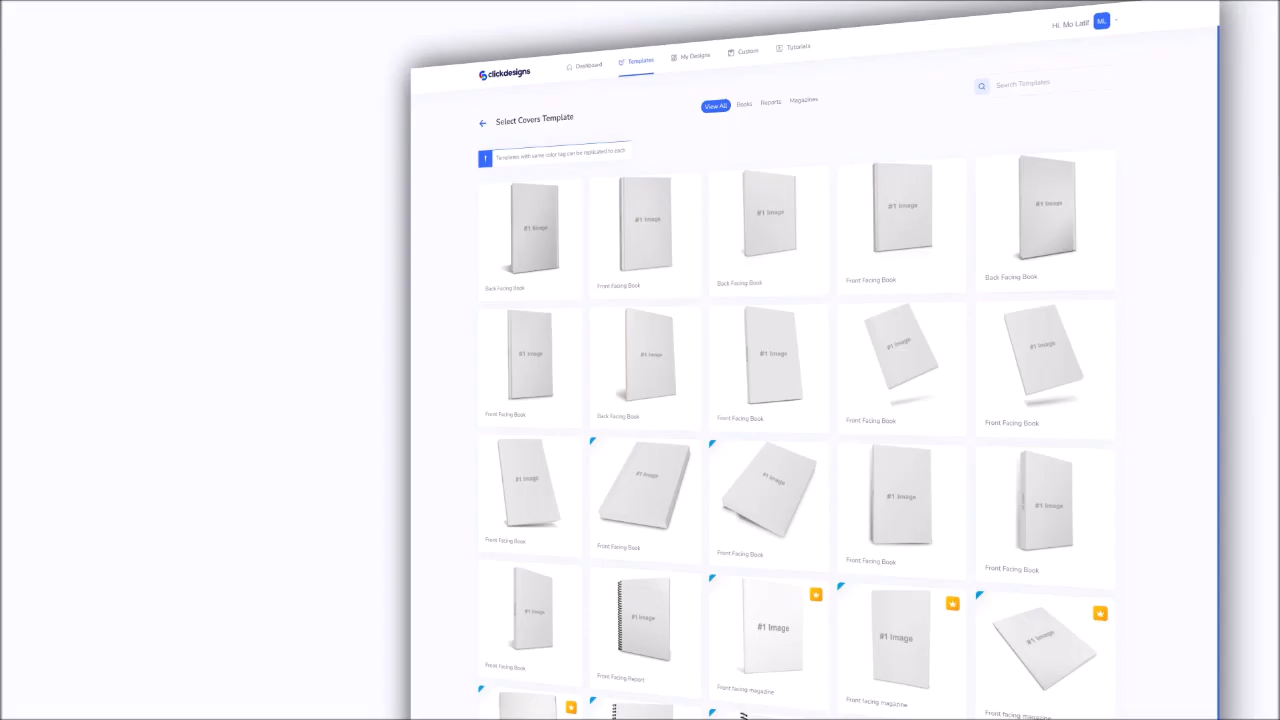 Hi, Mo Latif ML
clickdesigns Dashboard Templates My Designs Custom Tutorials
Search Templates
View All Books Reports Magazines
Select Covers Template
Templates with same color tag can be replicated to each
#1 Image #1 Image #1 Image #1 Image #1 Image
Back Facing Book Front Facing Book Back Facing Book Front Facing Book Back Facing Book
#1 Image #1 Image #1 Image #1 Image #1 Image
Front Facing Book Back Facing Book Front Facing Book Front Facing Book Front Facing Book
#1 Image #1 Image #1 Image #1 Image #1 Image
Front Facing Book Front Facing Book Front Facing Book Front Facing Book Front Facing Book
#1 Image #1 Image #1 Image #1 Image #1 Image
Front Facing Book Front Facing Report Front facing magazine Front facing magazine Front facing magazine